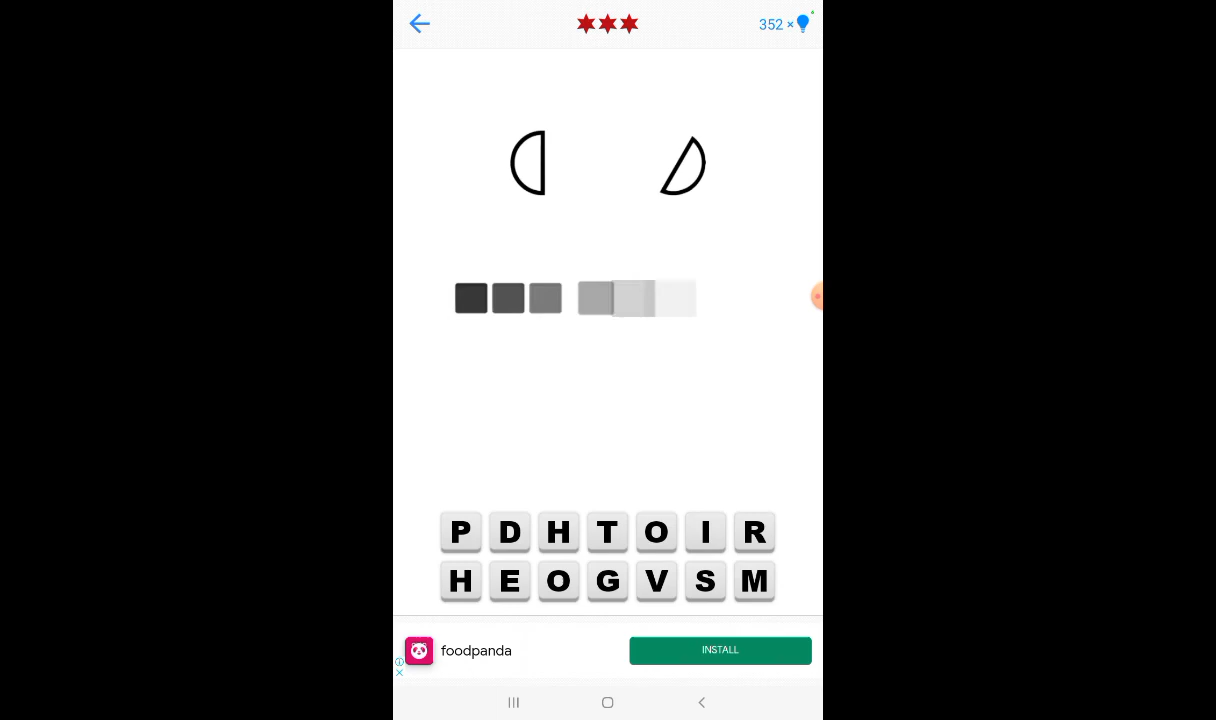 352 ×
P D H T O I R
H E O G V S M
foodpanda
INSTALL